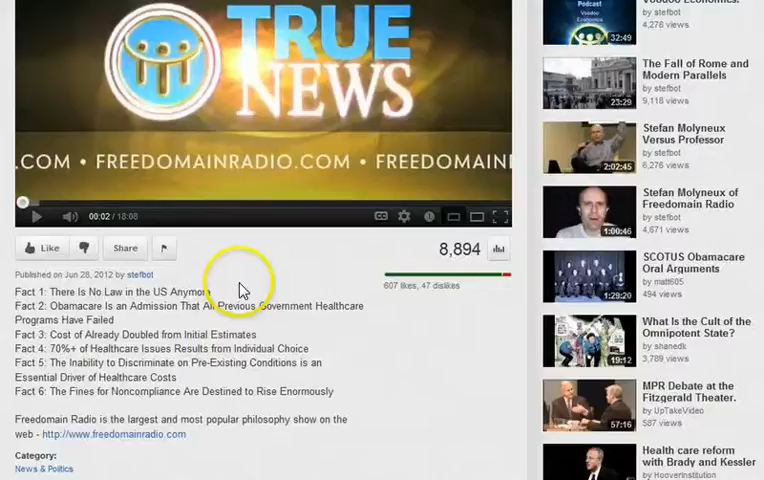 TRUE
NEWS
.COM • FREEDOMAINRADIO.COM • FREEDOMAINI
00:02 / 18:08
CC
Like
Share
8,894
Published on Jun 28, 2012 by stefbot
607 likes, 47 dislikes
Fact 1: There Is No Law in the US Anymore
Fact 2: Obamacare Is an Admission That All Previous Government Healthcare
Programs Have Failed
Fact 3: Cost of Already Doubled from Initial Estimates
Fact 4: 70%+ of Healthcare Issues Results from Individual Choice
Fact 5: The Inability to Discriminate on Pre-Existing Conditions is an
Essential Driver of Healthcare Costs
Fact 6: The Fines for Noncompliance Are Destined to Rise Enormously
Freedomain Radio is the largest and most popular philosophy show on the
web - http://www.freedomainradio.com
Category:
News & Politics
Podcast
Voodoo
Economics
32:49
by stefbot
4,276 views
23:29
The Fall of Rome and
Modern Parallels
by stefbot
9,118 views
2:02:45
Stefan Molyneux
Versus Professor
by stefbot
6,276 views
1:00:46
Stefan Molyneux of
Freedomain Radio
by stefbot
4,671 views
1:29:20
SCOTUS Obamacare
Oral Arguments
by matt605
494 views
19:12
What Is the Cult of the
Omnipotent State?
by shanedk
3,789 views
57:16
MPR Debate at the
Fitzgerald Theater.
by UpTakeVideo
587 views
Health care reform
with Brady and Kessler
by HooverInstitution